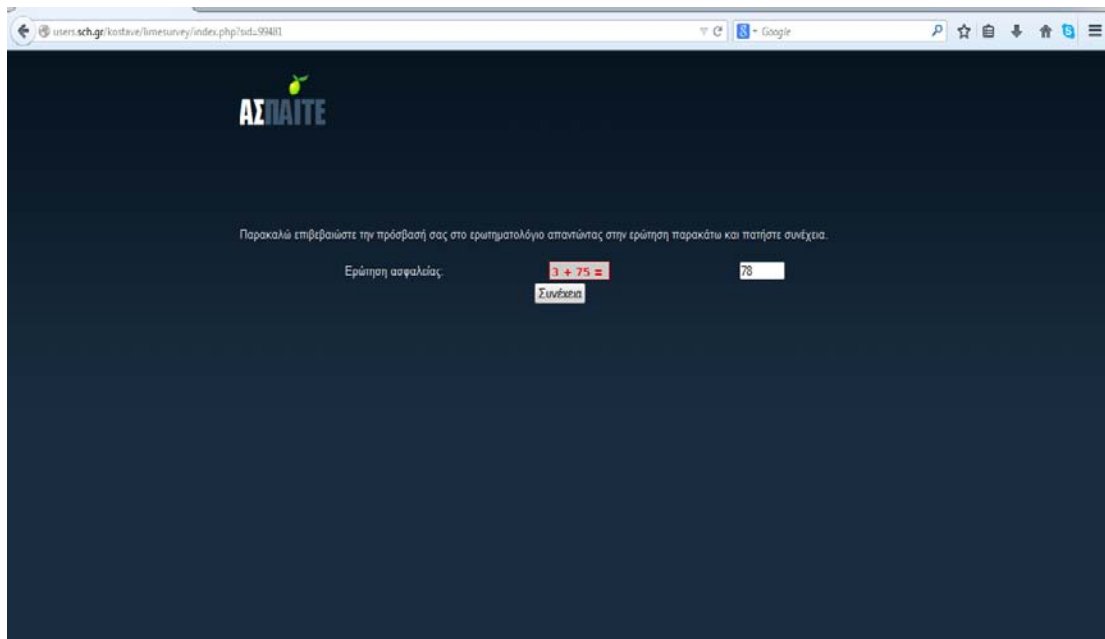 users.sch.gr/kostave/limesurvey/index.php?sid=99481
8 - Google
ΑΣΠΑΙΤΕ
Παρακαλώ επιβεβαιώστε την πρόσβασή σας στο ερωτηματολόγιο απαντώντας στην ερώτηση παρακάτω και πατήστε συνέχεια.
Ερώτηση ασφαλείας: 3 + 75 = 78
Συνέχεια